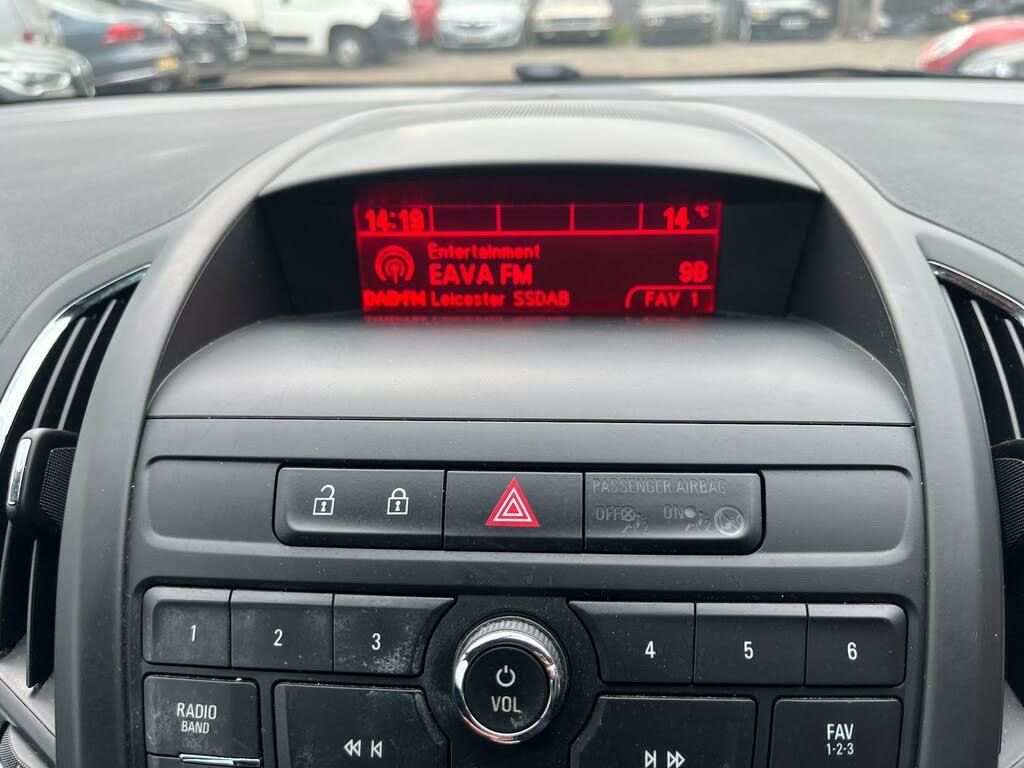 14:19 14 °C
Entertainment
EAVA FM 9B
DAB+FM Leicester SSDAB FAV 1
PASSENGER AIRBAG
OFF ON
1 2 3 4 5 6
VOL
RADIO
BAND
FAV
1-2-3